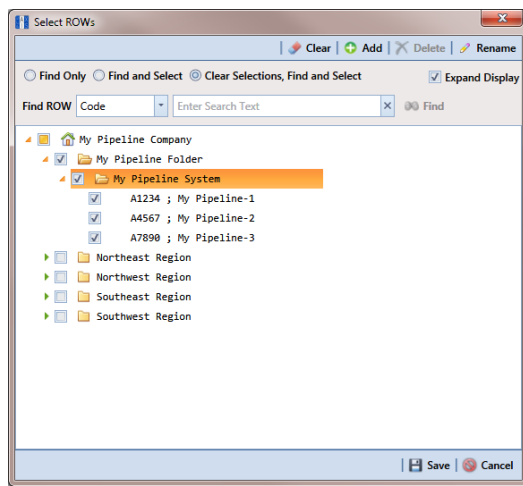 Select ROWs
Clear Add Delete Rename
Find Only Find and Select Clear Selections, Find and Select Expand Display
Find ROW Code Enter Search Text Find
My Pipeline Company
My Pipeline Folder
My Pipeline System
A1234 ; My Pipeline-1
A4567 ; My Pipeline-2
A7890 ; My Pipeline-3
Northeast Region
Northwest Region
Southeast Region
Southwest Region
Save Cancel